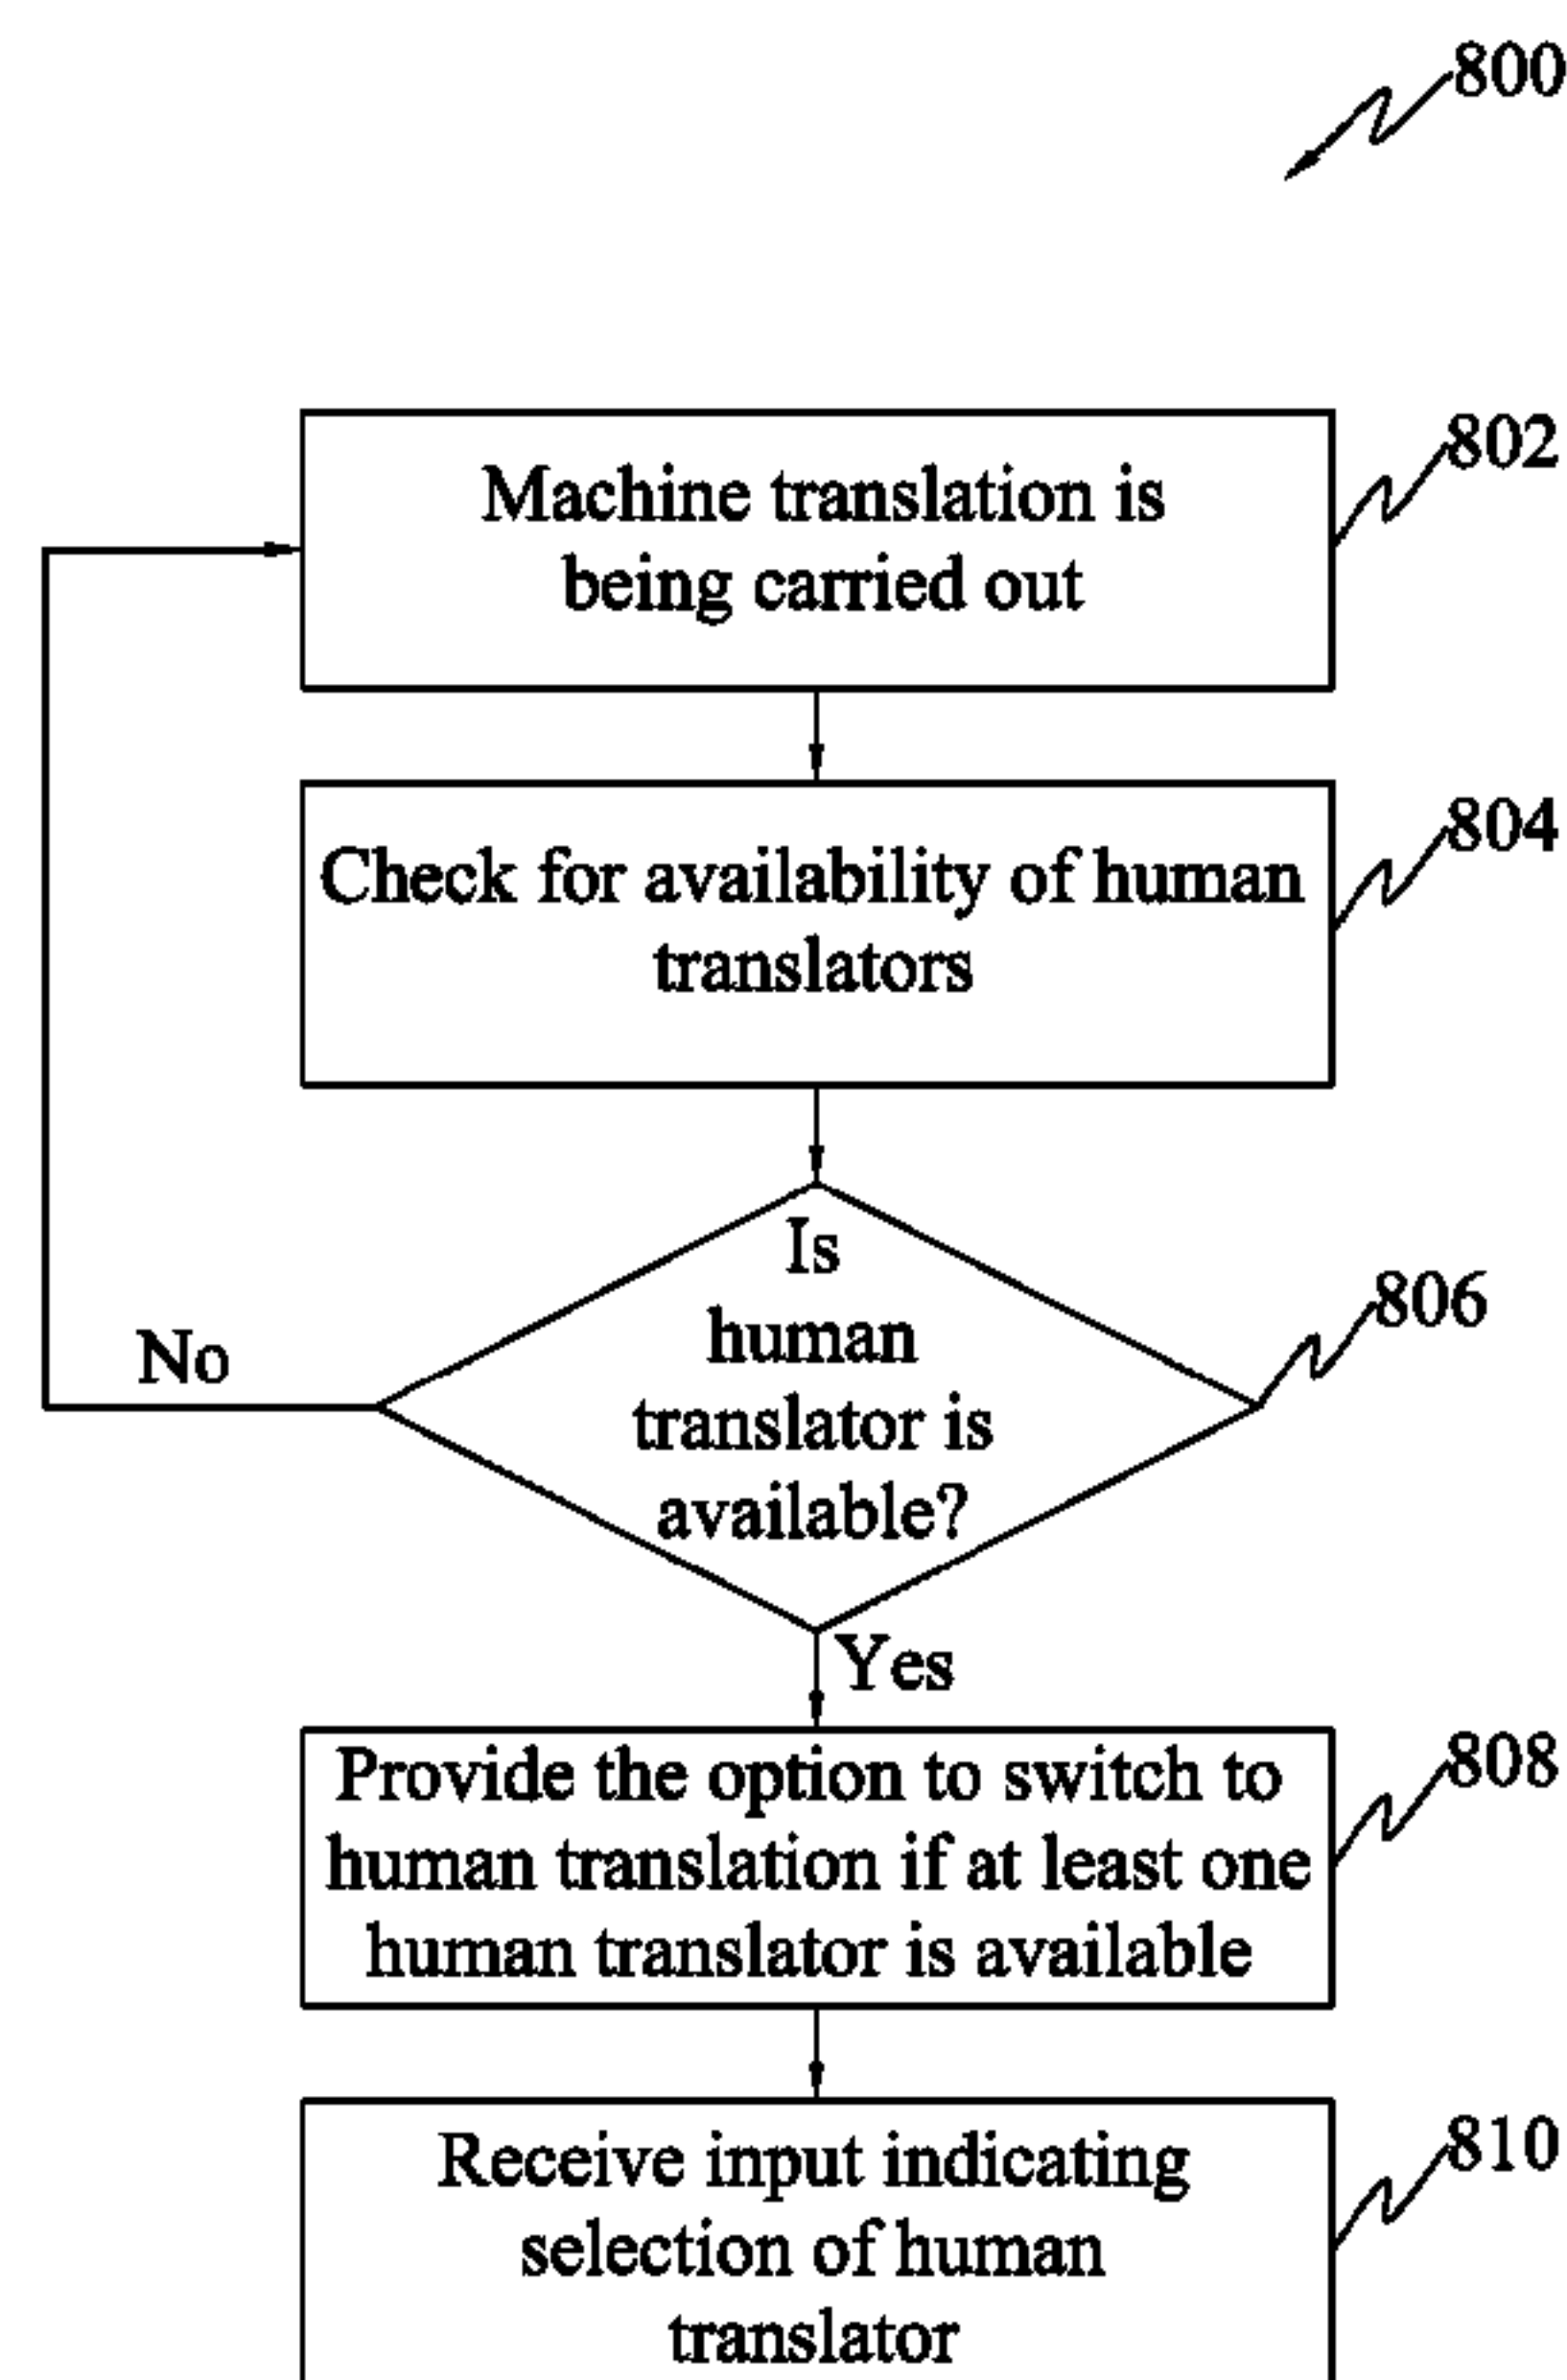 800
Machine translation is
being carried out
802
Check for availability of human
translators
804
Is
human
translator is
available?
806
No
Yes
Provide the option to switch to
human translation if at least one
human translator is available
808
Receive input indicating
selection of human
translator
810